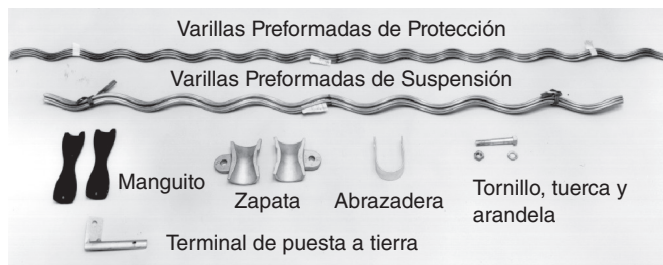 Varillas Preformadas de Protección
Varillas Preformadas de Suspensión
Manguito
Zapata
Abrazadera
Tornillo, tuerca y
arandela
Terminal de puesta a tierra